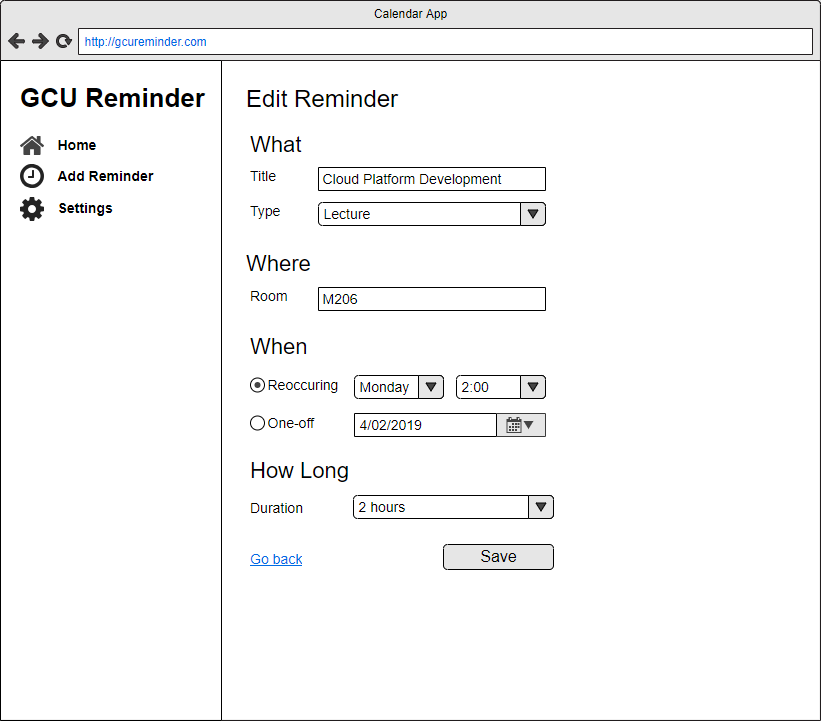 Calendar App
http://gcureminder.com
GCU Reminder
Home
Add Reminder
Settings
Edit Reminder
What
Title Cloud Platform Development
Type Lecture
Where
Room M206
When
Reoccuring Monday 2:00
One-off 4/02/2019
How Long
Duration 2 hours
Go back Save